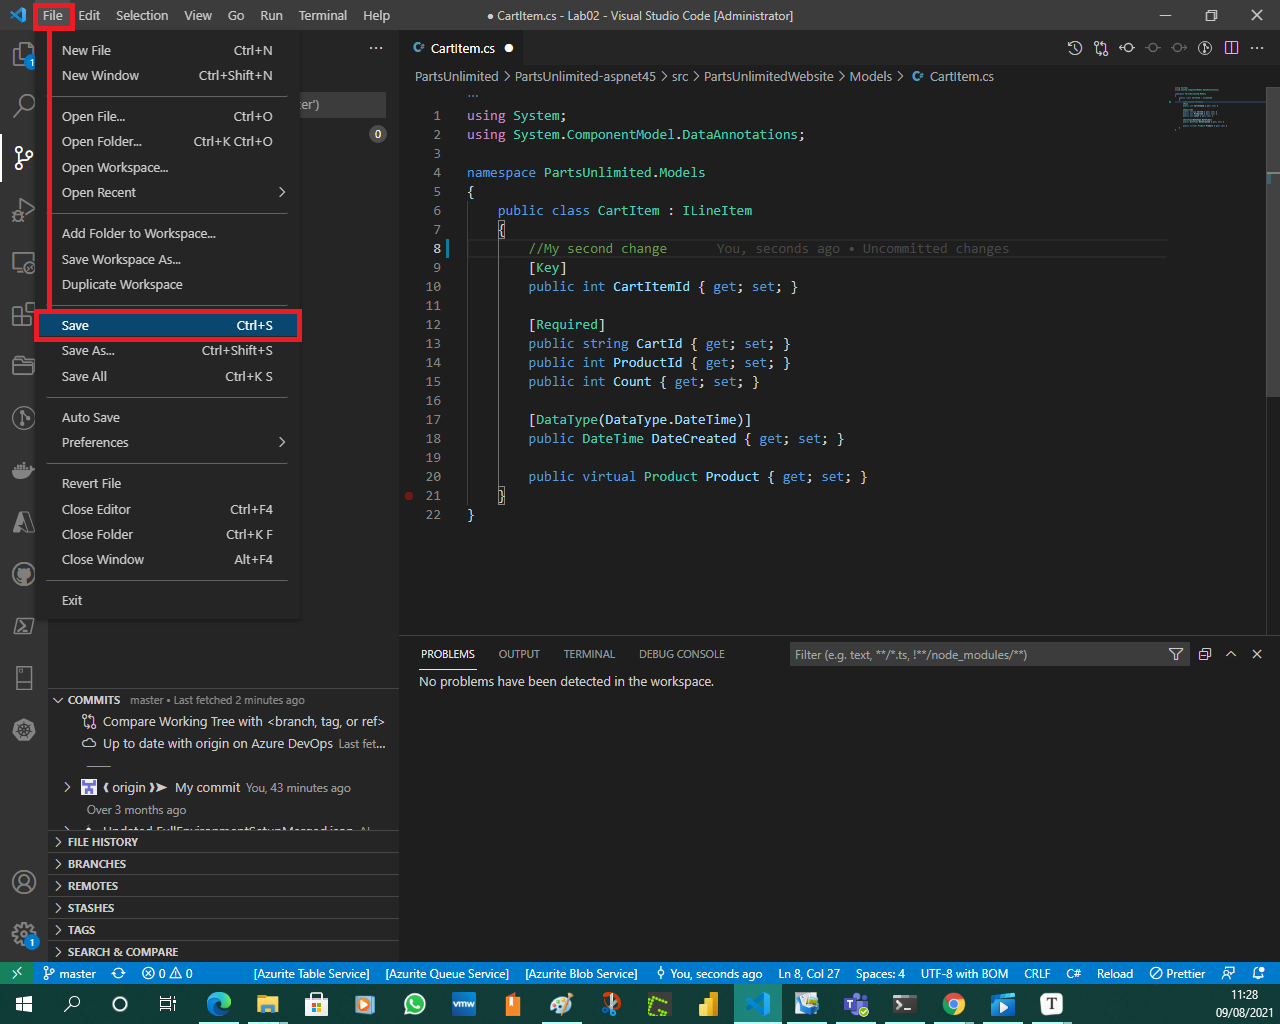 File Edit Selection View Go Run Terminal Help ● CartItem.cs - Lab02 - Visual Studio Code [Administrator]
New File Ctrl+N
New Window Ctrl+Shift+N
Open File... Ctrl+O
Open Folder... Ctrl+K Ctrl+O
Open Workspace...
Open Recent
Add Folder to Workspace...
Save Workspace As...
Duplicate Workspace
Save Ctrl+S
Save As... Ctrl+Shift+S
Save All Ctrl+K S
Auto Save
Preferences
Revert File
Close Editor Ctrl+F4
Close Folder Ctrl+K F
Close Window Alt+F4
Exit
er')
0
1
CartItem.cs
PartsUnlimited > PartsUnlimited-aspnet45 > src > PartsUnlimitedWebsite > Models > CartItem.cs
...
1 using System;
2 using System.ComponentModel.DataAnnotations;
3
4 namespace PartsUnlimited.Models
5 {
6 public class CartItem : ILineItem
7 {
8 //My second change You, seconds ago • Uncommitted changes
9 [Key]
10 public int CartItemId { get; set; }
11
12 [Required]
13 public string CartId { get; set; }
14 public int ProductId { get; set; }
15 public int Count { get; set; }
16
17 [DataType(DataType.DateTime)]
18 public DateTime DateCreated { get; set; }
19
20 public virtual Product Product { get; set; }
21 }
22 }
PROBLEMS OUTPUT TERMINAL DEBUG CONSOLE Filter (e.g. text, **/*.ts, !**/node_modules/**)
No problems have been detected in the workspace.
COMMITS master • Last fetched 2 minutes ago
Compare Working Tree with <branch, tag, or ref>
Up to date with origin on Azure DevOps Last fet...
origin My commit You, 43 minutes ago
Over 3 months ago
FILE HISTORY
BRANCHES
REMOTES
STASHES
TAGS
SEARCH & COMPARE
1
master 0 0 [Azurite Table Service] [Azurite Queue Service] [Azurite Blob Service] You, seconds ago Ln 8, Col 27 Spaces: 4 UTF-8 with BOM CRLF C# Reload Prettier
vmw
T
11:28
09/08/2021